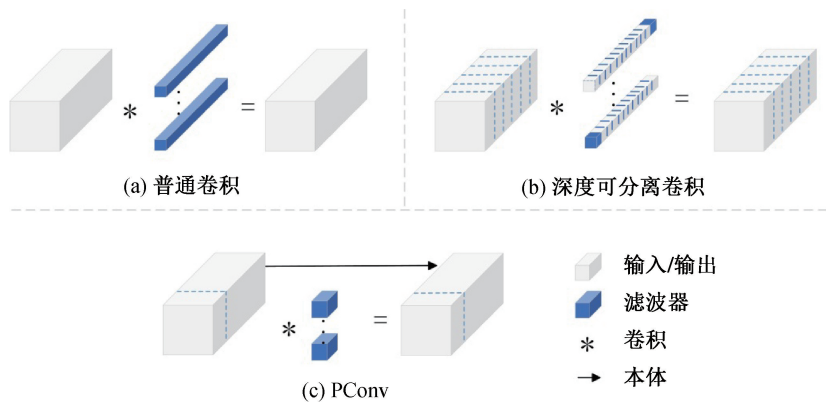 * =
* =
(a) 普通卷积
(b) 深度可分离卷积
* =
(c) PConv
输入/输出
滤波器
* 卷积
本体